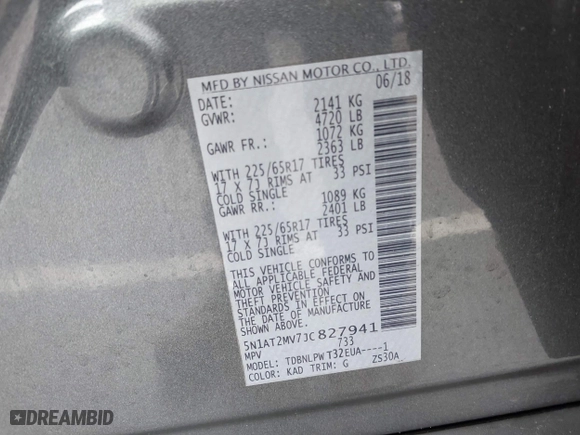 MFD BY NISSAN MOTOR CO., LTD.
DATE: 06/18
GVWR: 2141 KG
4720 LB
GAWR FR.: 1072 KG
2363 LB
WITH 225/65R17 TIRES
17 X 7J RIMS AT 33 PSI
COLD SINGLE
GAWR RR.: 1089 KG
2401 LB
WITH 225/65R17 TIRES
17 X 7J RIMS AT 33 PSI
COLD SINGLE
THIS VEHICLE CONFORMS TO
ALL APPLICABLE FEDERAL
MOTOR VEHICLE SAFETY AND
THEFT PREVENTION
STANDARDS IN EFFECT ON
THE DATE OF MANUFACTURE
SHOWN ABOVE.
5N1AT2MV7JC827941
MPV 733
MODEL: TDBNLPWT32EUA----1
COLOR: KAD TRIM: G ZS30A
DREAMBID